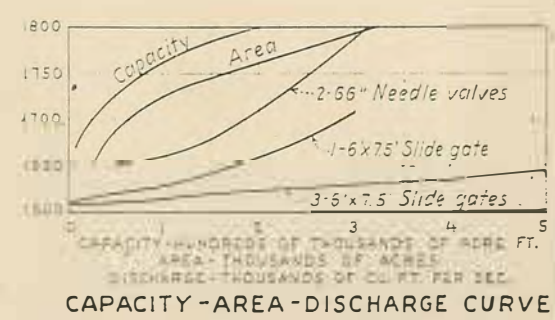 1800
Capacity
Area
1750
2-66" Needle valves
1700
1-6'x7.5' Slide gate
3-6'x7.5' Slide gates
0 1 2 3 4 5
CAPACITY-HUNDREDS OF THOUSANDS OF ACRE FT.
AREA-THOUSANDS OF ACRES
DISCHARGE-THOUSANDS OF CU. FT. PER SEC.
CAPACITY-AREA-DISCHARGE CURVE